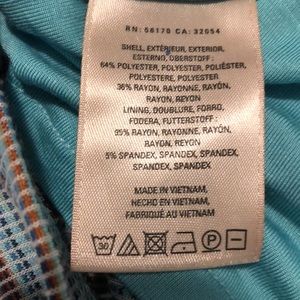 RN: 56170 CA: 32054
SHELL, EXTÉRIEUR, EXTERIOR,
ESTERNO, OBERSTOFF:
64% POLYESTER, POLYESTER, POLIÉSTER,
POLIESTERE, POLYESTER
36% RAYON, RAYONNE, RAYÓN,
RAYON, REYON
LINING, DOUBLURE, FORRO,
FODERA, FUTTERSTOFF:
95% RAYON, RAYONNE, RAYÓN,
RAYON, REYON
5% SPANDEX, SPANDEX, SPANDEX,
SPANDEX, SPANDEX
MADE IN VIETNAM,
HECHO EN VIETNAM,
FABRIQUÉ AU VIETNAM
30 P